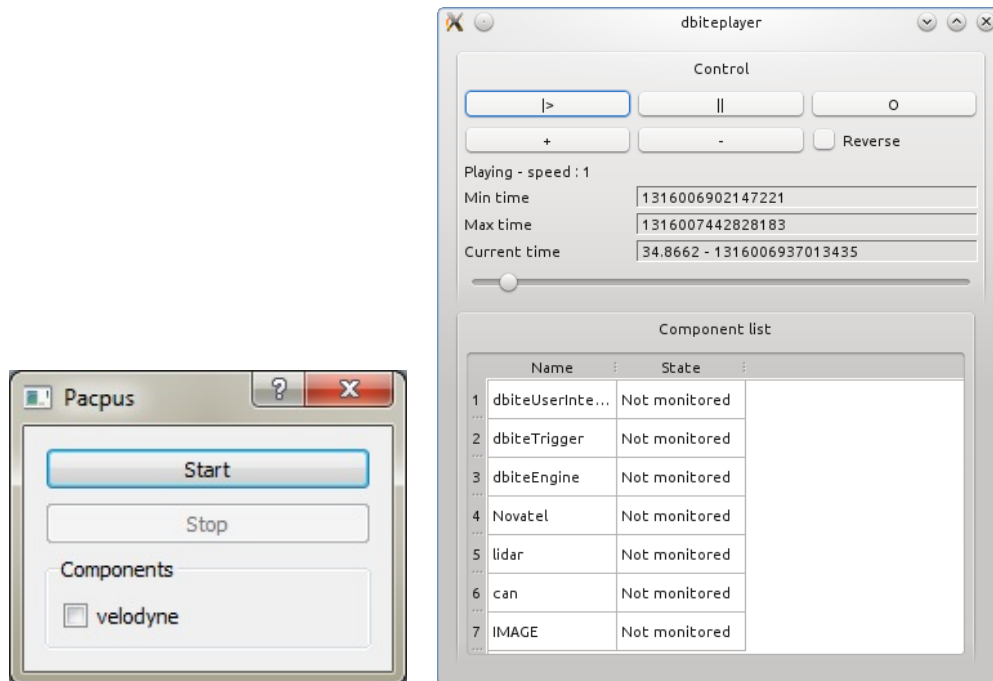 Pacpus
Start
Stop
Components
velodyne
dbiteplayer
Control
|> || O
+ - Reverse
Playing - speed : 1
Min time 1316006902147221
Max time 1316007442828183
Current time 34.8662 - 1316006937013435
Component list
Name State
1 dbiteUserInte... Not monitored
2 dbiteTrigger Not monitored
3 dbiteEngine Not monitored
4 Novatel Not monitored
5 lidar Not monitored
6 can Not monitored
7 IMAGE Not monitored